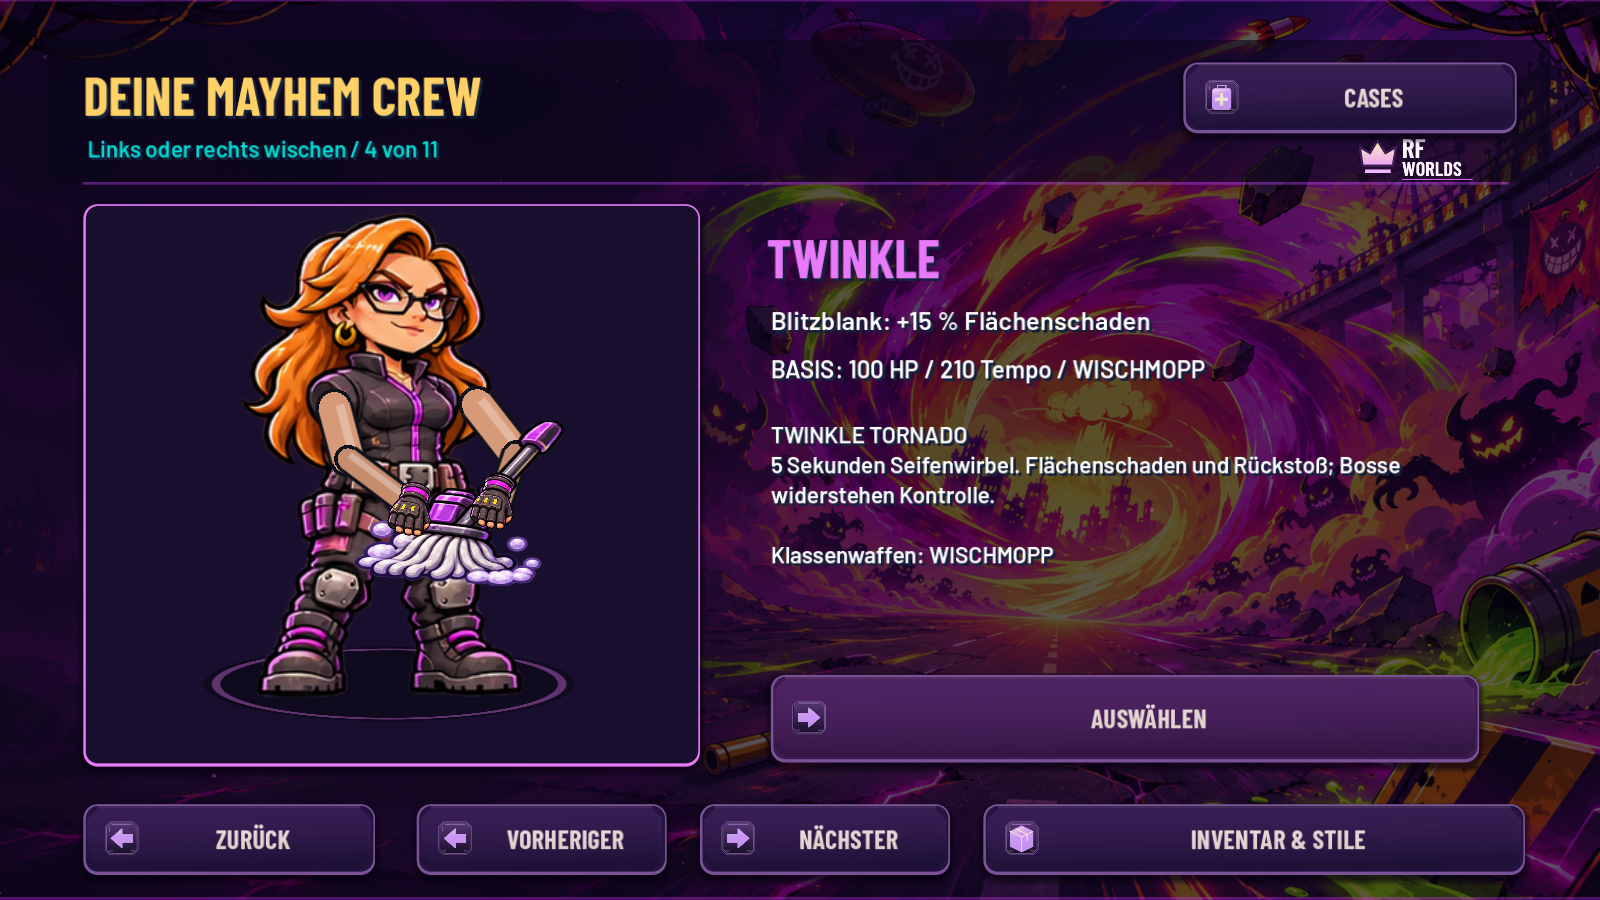 DEINE MAYHEM CREW
Links oder rechts wischen / 4 von 11
CASES
RF
WORLDS
TWINKLE
Blitzblank: +15 % Flächenschaden
BASIS: 100 HP / 210 Tempo / WISCHMOPP
TWINKLE TORNADO
5 Sekunden Seifenwirbel. Flächenschaden und Rückstoß; Bosse
widerstehen Kontrolle.
Klassenwaffen: WISCHMOPP
AUSWÄHLEN
ZURÜCK
VORHERIGER
NÄCHSTER
INVENTAR & STILE